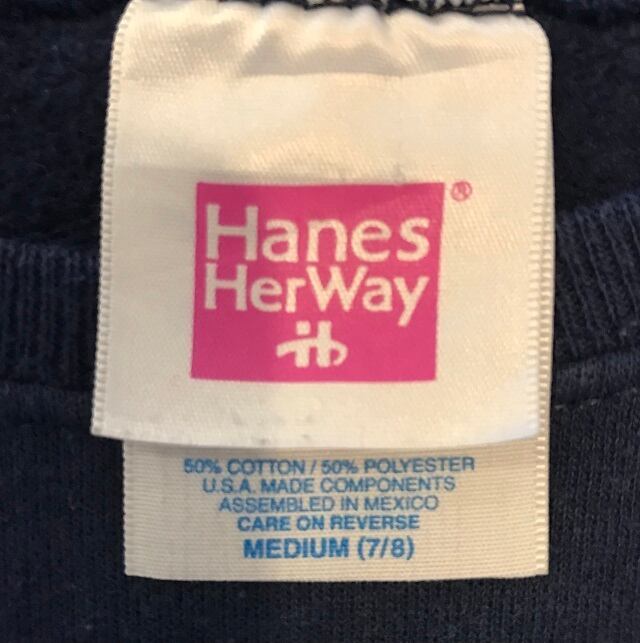 Hanes®
HerWay
50% COTTON / 50% POLYESTER
U.S.A. MADE COMPONENTS
ASSEMBLED IN MEXICO
CARE ON REVERSE
MEDIUM (7/8)